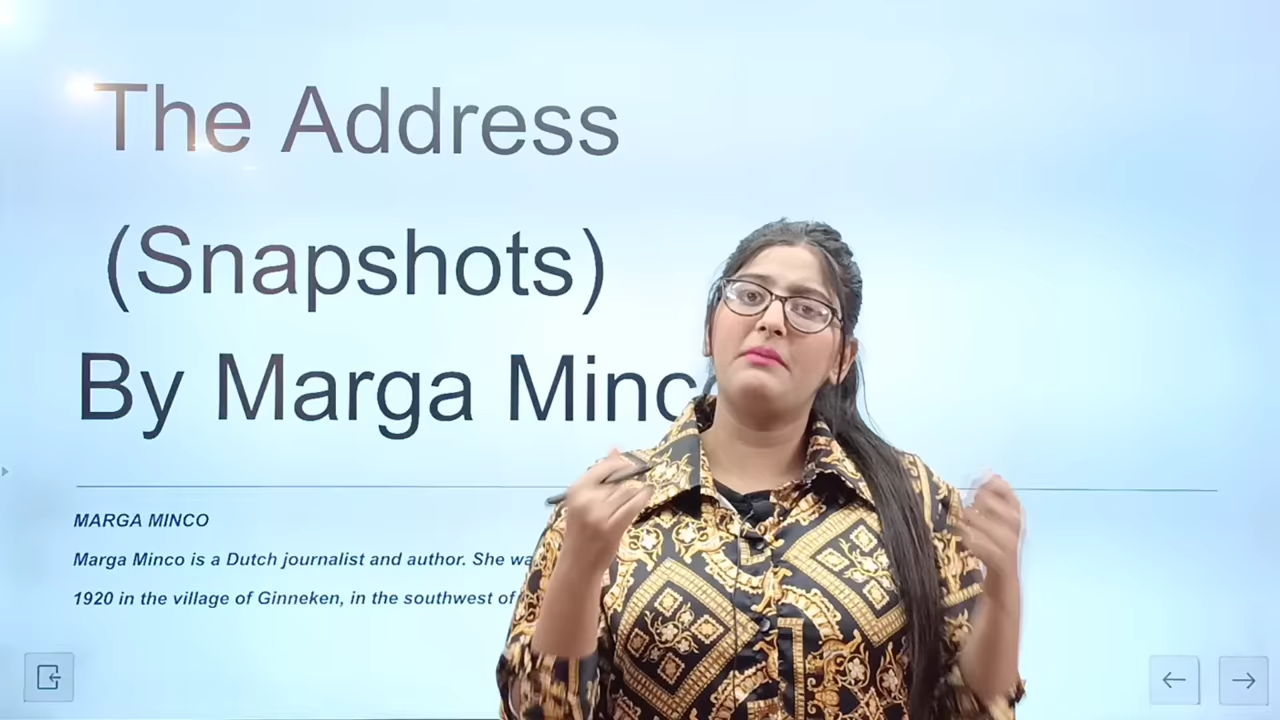 The Address
(Snapshots)
By Marga Minc
MARGA MINCO
Marga Minco is a Dutch journalist and author. She wa
1920 in the village of Ginneken, in the southwest of